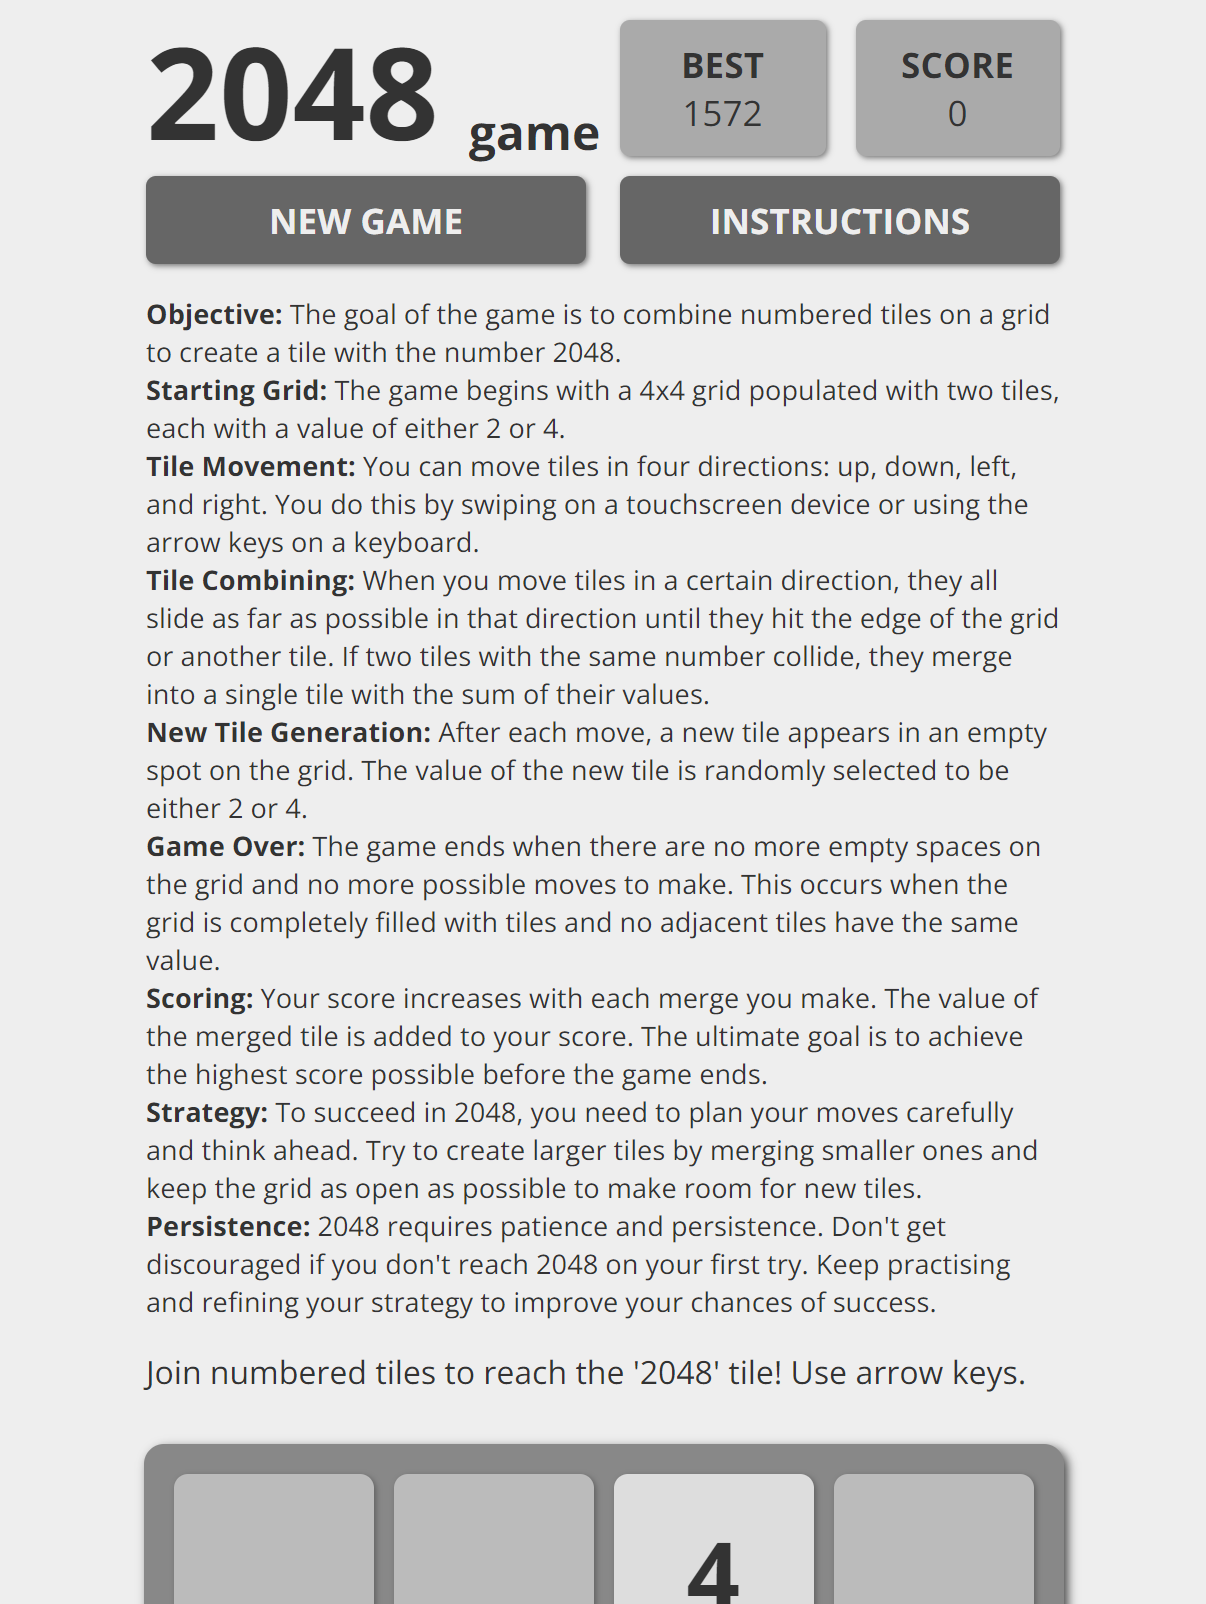 2048 game
BEST
1572
SCORE
0
NEW GAME
INSTRUCTIONS
Objective: The goal of the game is to combine numbered tiles on a grid
to create a tile with the number 2048.
Starting Grid: The game begins with a 4x4 grid populated with two tiles,
each with a value of either 2 or 4.
Tile Movement: You can move tiles in four directions: up, down, left,
and right. You do this by swiping on a touchscreen device or using the
arrow keys on a keyboard.
Tile Combining: When you move tiles in a certain direction, they all
slide as far as possible in that direction until they hit the edge of the grid
or another tile. If two tiles with the same number collide, they merge
into a single tile with the sum of their values.
New Tile Generation: After each move, a new tile appears in an empty
spot on the grid. The value of the new tile is randomly selected to be
either 2 or 4.
Game Over: The game ends when there are no more empty spaces on
the grid and no more possible moves to make. This occurs when the
grid is completely filled with tiles and no adjacent tiles have the same
value.
Scoring: Your score increases with each merge you make. The value of
the merged tile is added to your score. The ultimate goal is to achieve
the highest score possible before the game ends.
Strategy: To succeed in 2048, you need to plan your moves carefully
and think ahead. Try to create larger tiles by merging smaller ones and
keep the grid as open as possible to make room for new tiles.
Persistence: 2048 requires patience and persistence. Don't get
discouraged if you don't reach 2048 on your first try. Keep practising
and refining your strategy to improve your chances of success.
Join numbered tiles to reach the '2048' tile! Use arrow keys.
4